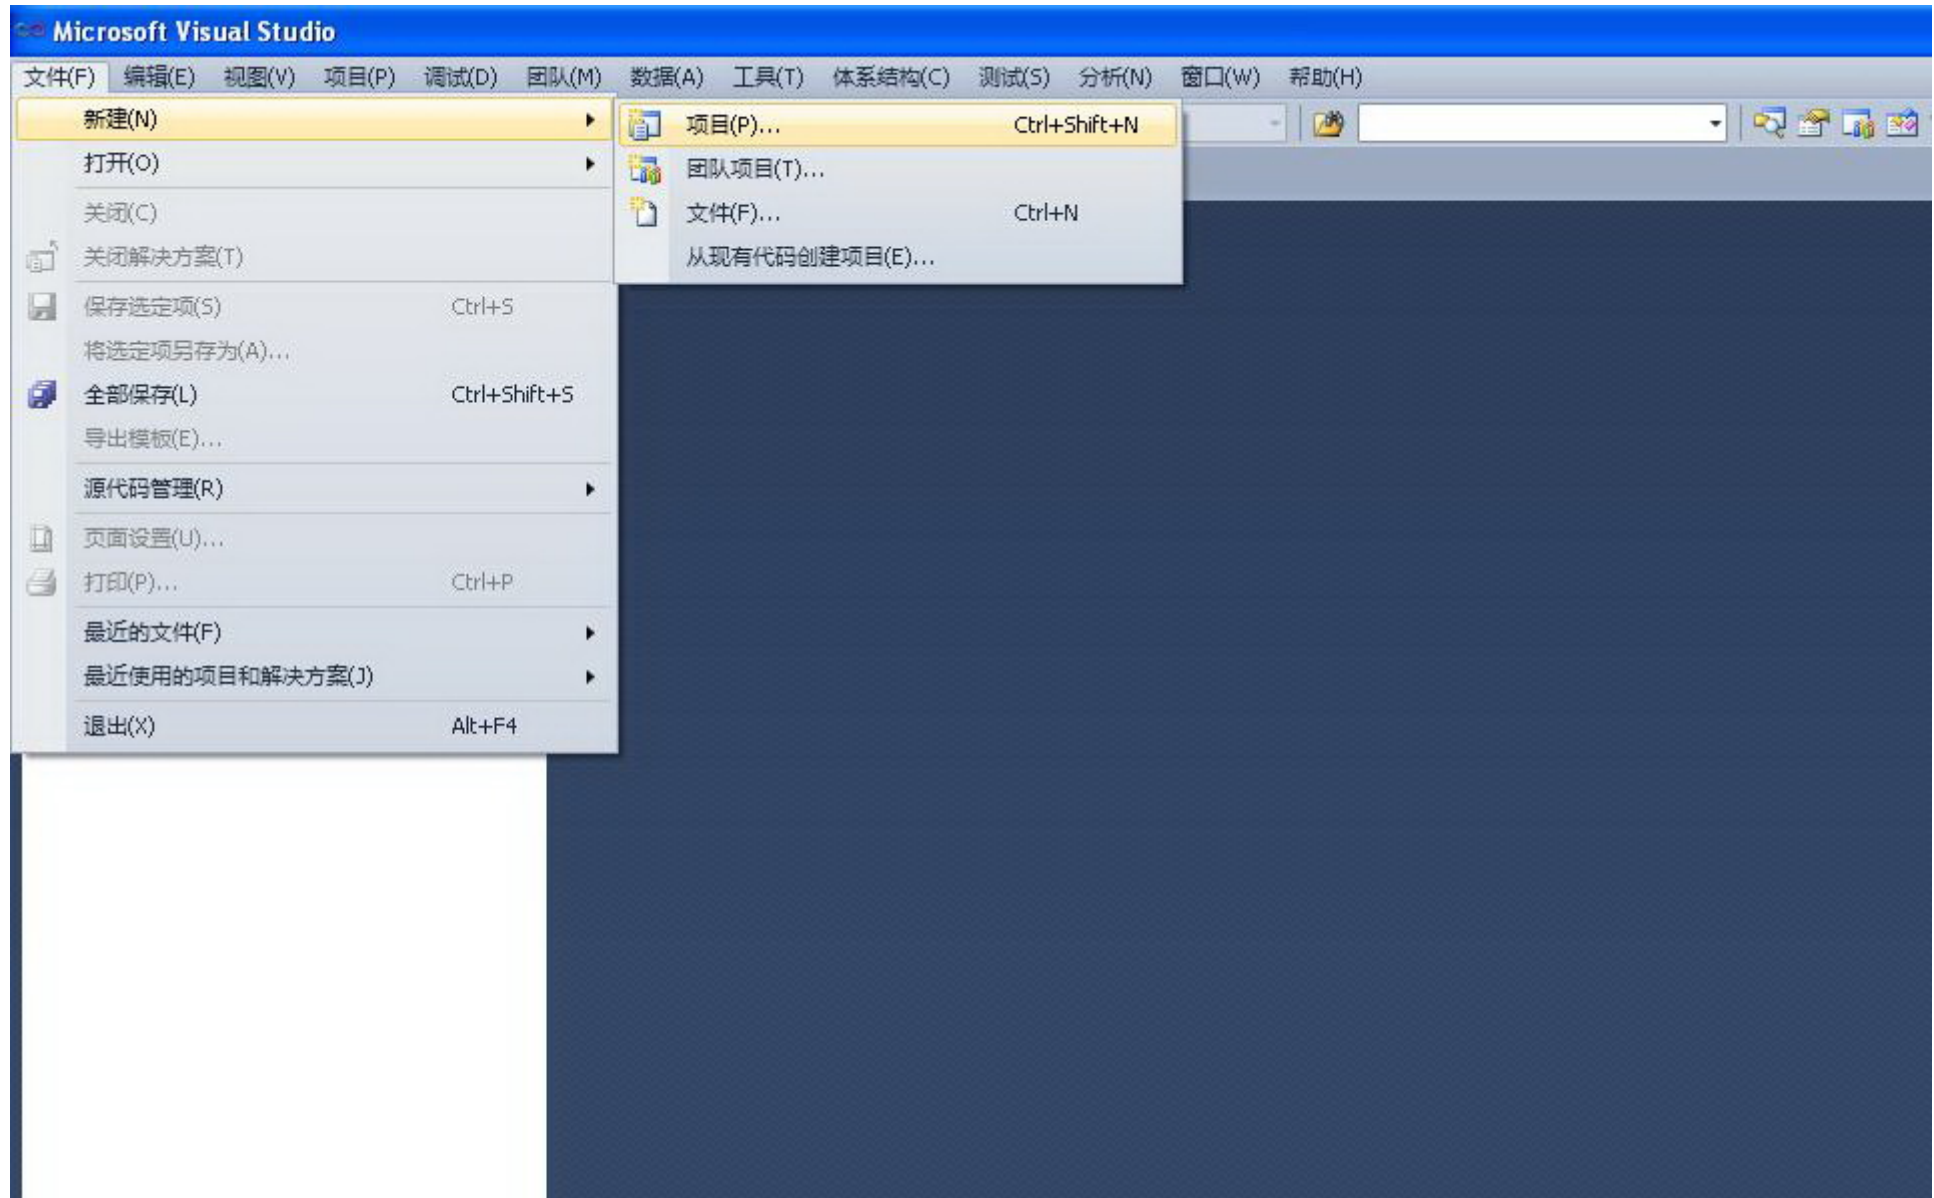 Microsoft Visual Studio
文件(F) 编辑(E) 视图(V) 项目(P) 调试(D) 团队(M) 数据(A) 工具(T) 体系结构(C) 测试(S) 分析(N) 窗口(W) 帮助(H)
新建(N)
项目(P)... Ctrl+Shift+N
打开(O)
团队项目(T)...
关闭(C)
文件(F)... Ctrl+N
关闭解决方案(T)
从现有代码创建项目(E)...
保存选定项(S) Ctrl+S
将选定项另存为(A)...
全部保存(L) Ctrl+Shift+S
导出模板(E)...
源代码管理(R)
页面设置(U)...
打印(P)... Ctrl+P
最近的文件(F)
最近使用的项目和解决方案(J)
退出(X) Alt+F4